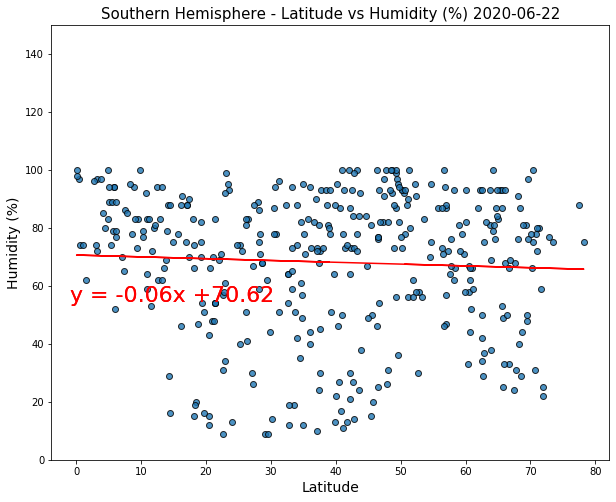 Southern Hemisphere - Latitude vs Humidity (%) 2020-06-22
140
120
100
80
60
40
20
0
Humidity (%)
y = -0.06x +70.62
0 10 20 30 40 50 60 70 80
Latitude